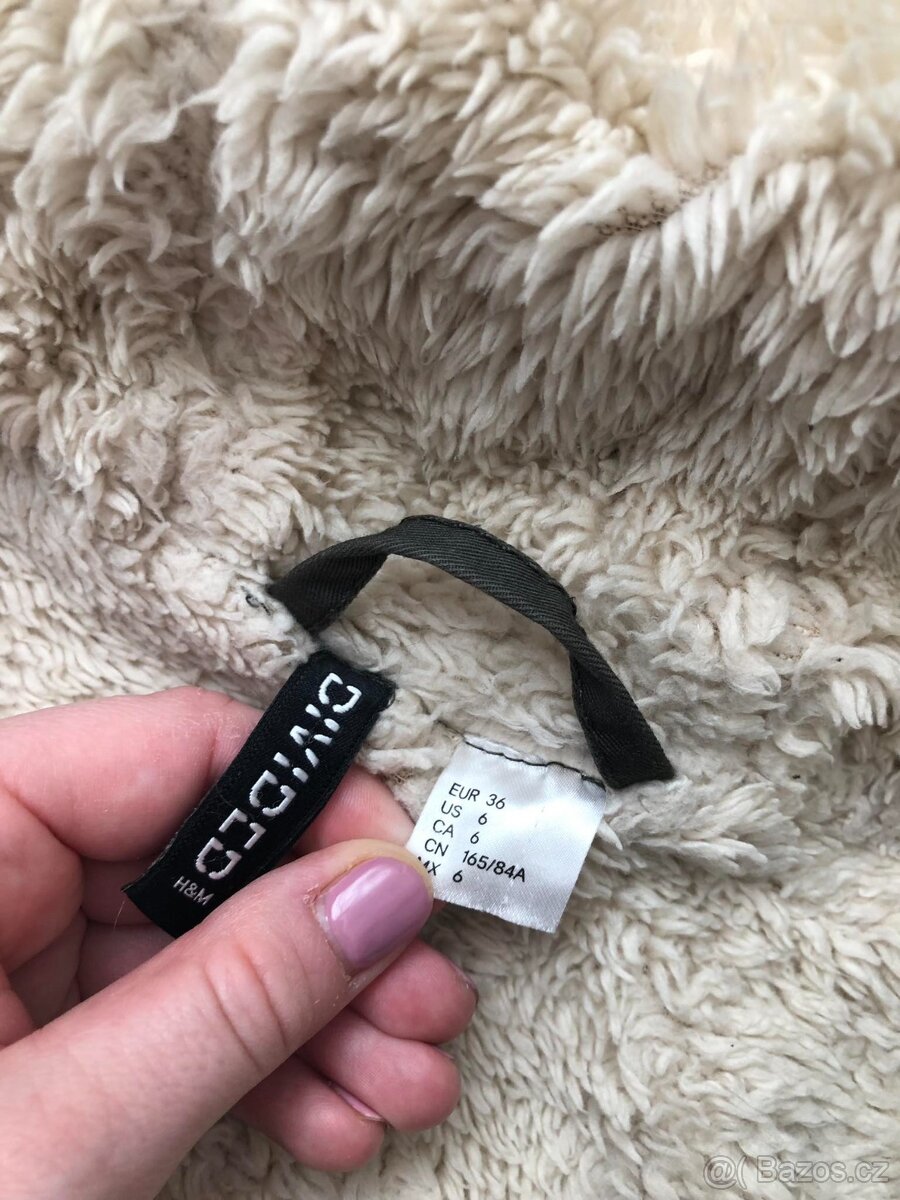 DIVIDED
H&M
EUR 36
US 6
CA 6
CN 165/84A
MX 6
@( Bazos.cz